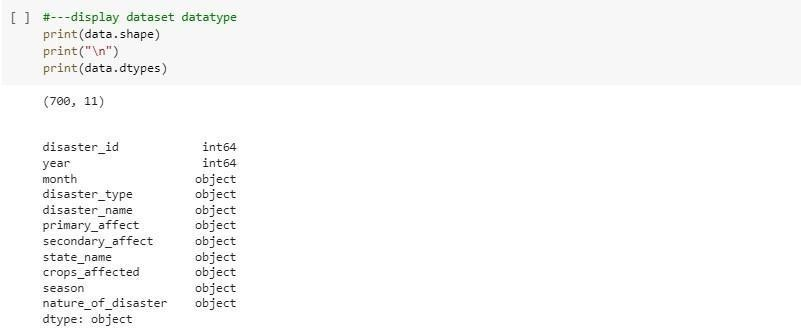 [ ] #---display dataset datatype
print(data.shape)
print("\n")
print(data.dtypes)
(700, 11)
disaster_id int64
year int64
month object
disaster_type object
disaster_name object
primary_affect object
secondary_affect object
state_name object
crops_affected object
season object
nature_of_disaster object
dtype: object